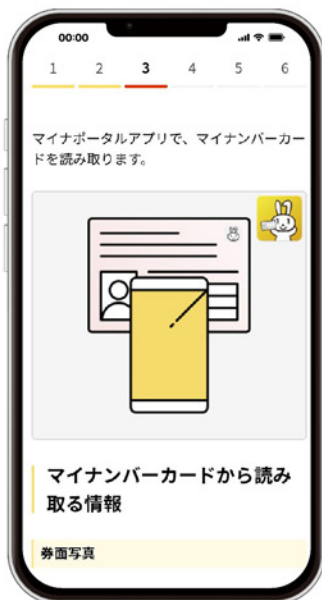 00:00
1 2 3 4 5 6
マイナポータルアプリで、マイナンバーカー
ドを読み取ります。
マイナンバーカードから読み
取る情報
券面写真